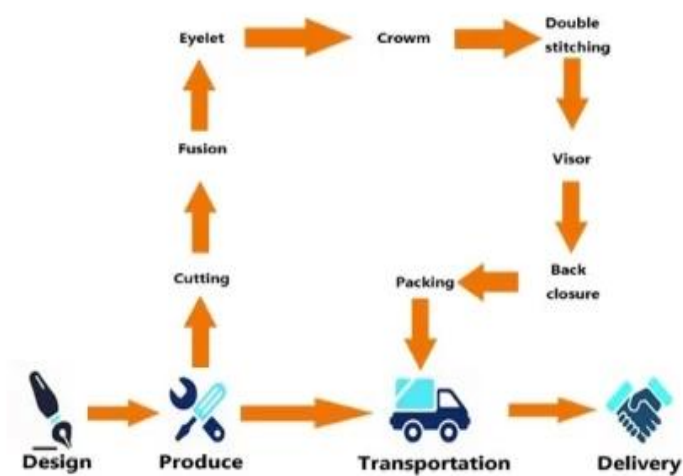 Eyelet
Crowm
Double
stitching
Fusion
Visor
Cutting
Packing
Back
closure
Design
Produce
Transportation
Delivery